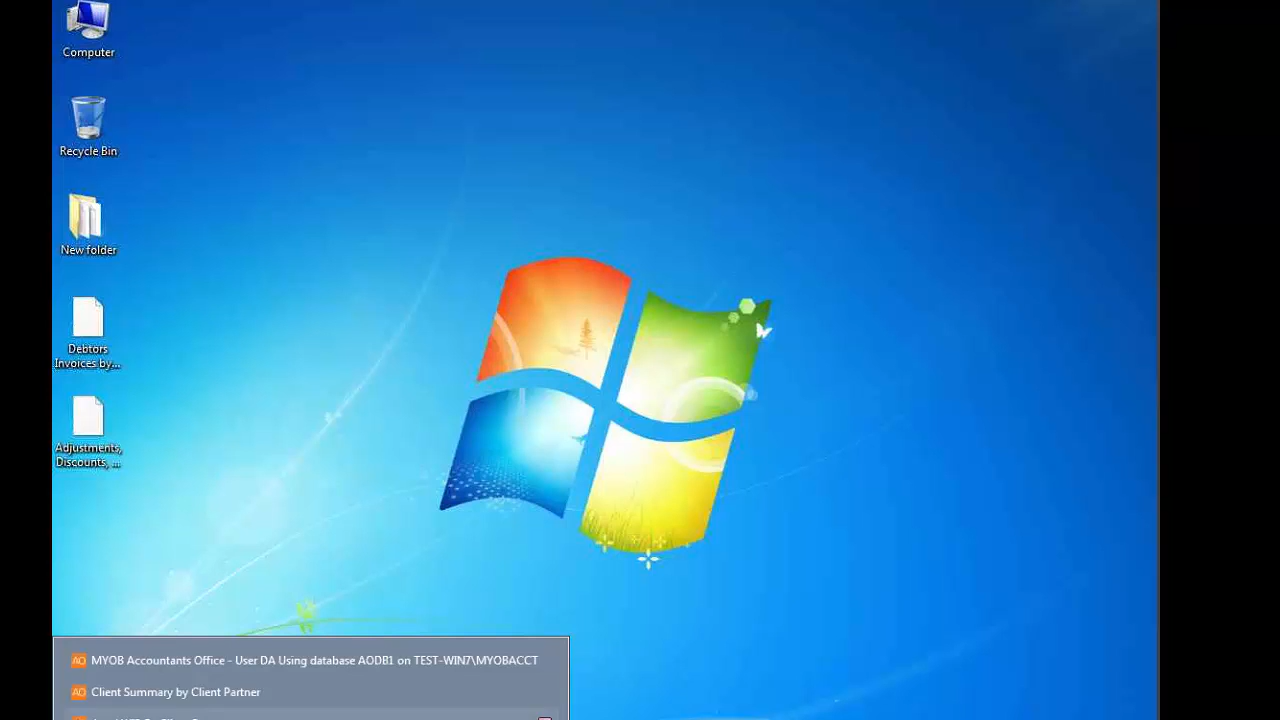 Computer
Recycle Bin
New folder
Debtors
Invoices by...
Adjustments,
Discounts, ...
AO MYOB Accountants Office - User DA Using database AODB1 on TEST-WIN7\MYOBACCT
AO Client Summary by Client Partner